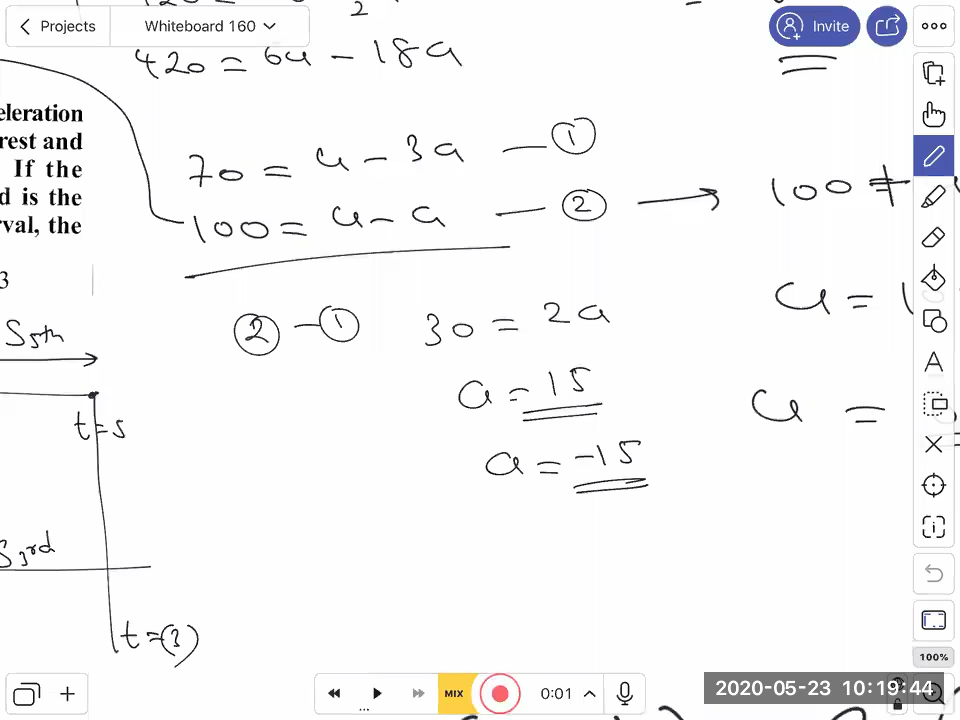 Projects
Whiteboard 160
Invite
420 = 6u - 18a
eleration
rest and
If the
d is the
rval, the
3
70 = u - 3a — ①
100 = u - a — ②
100
② - ① 30 = 2a
u =
S5th
a = 15
t = 5
u =
a = -15
S3rd
t = (3)
100%
MIX
0:01
2020-05-23 10:19:44